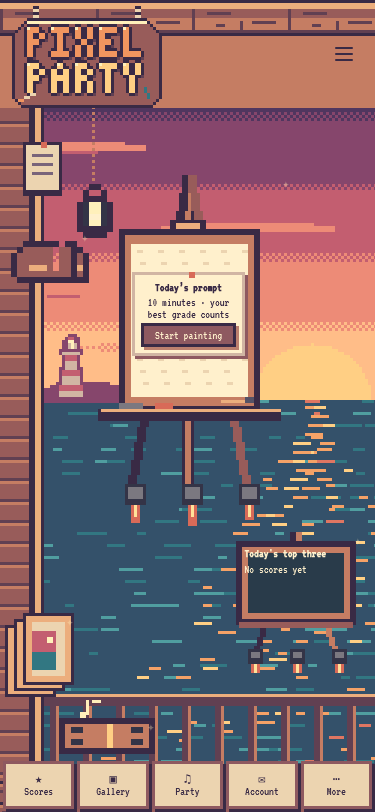 PIXEL
PARTY
Today's prompt
10 minutes · your
best grade counts
Start painting
Today's top three
No scores yet
Scores
Gallery
Party
Account
More